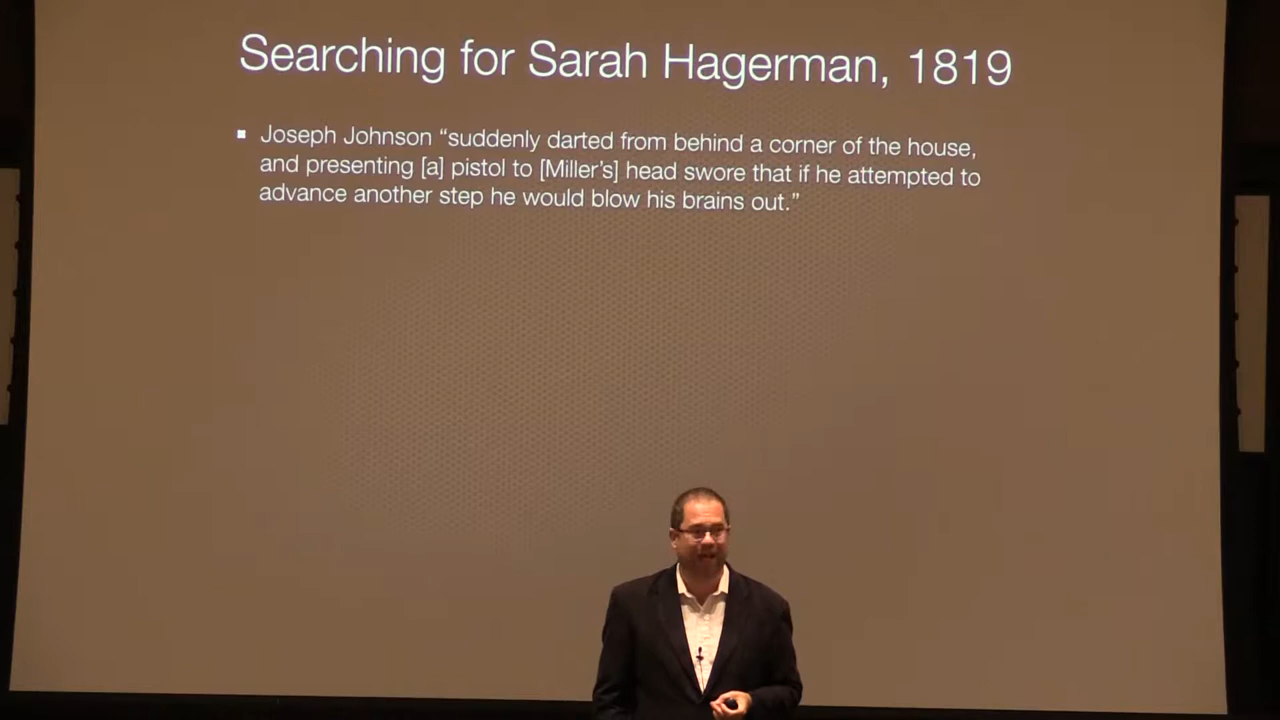 Searching for Sarah Hagerman, 1819
Joseph Johnson “suddenly darted from behind a corner of the house,
and presenting [a] pistol to [Miller’s] head swore that if he attempted to
advance another step he would blow his brains out.”